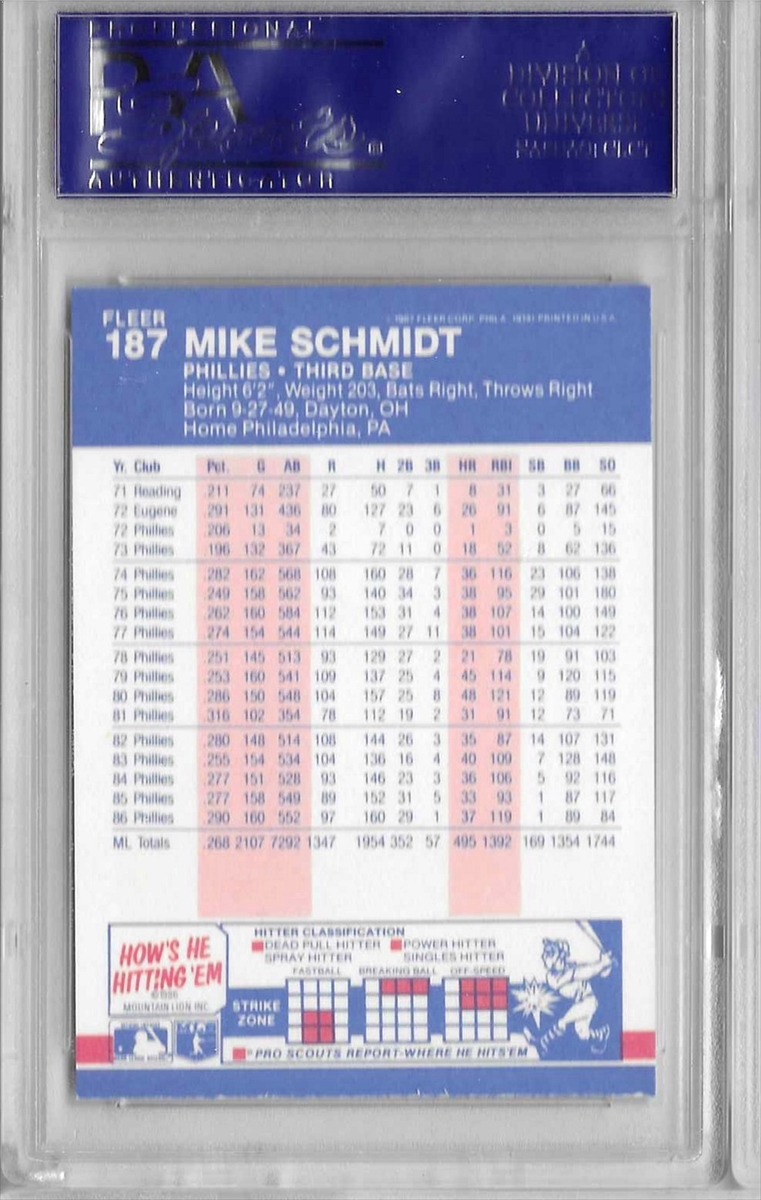 PROFESSIONAL
PSA
Sports ®
AUTHENTICATOR
A
DIVISION OF
COLLECTORS
UNIVERSE
NASDAQ: CLCT
FLEER
187 MIKE SCHMIDT
© 1987 FLEER CORP. PHILA. 19141 PRINTED IN U.S.A.
PHILLIES • THIRD BASE
Height 6'2", Weight 203, Bats Right, Throws Right
Born 9-27-49, Dayton, OH
Home Philadelphia, PA
Yr. Club Pct. G AB R H 2B 3B HR RBI SB BB SO
71 Reading .211 74 237 27 50 7 1 8 31 3 27 66
72 Eugene .291 131 436 80 127 23 6 26 91 6 87 145
72 Phillies .206 13 34 2 7 0 0 1 3 0 5 15
73 Phillies .196 132 367 43 72 11 0 18 52 8 62 136
74 Phillies .282 162 568 108 160 28 7 36 116 23 106 138
75 Phillies .249 158 562 93 140 34 3 38 95 29 101 180
76 Phillies .262 160 584 112 153 31 4 38 107 14 100 149
77 Phillies .274 154 544 114 149 27 11 38 101 15 104 122
78 Phillies .251 145 513 93 129 27 2 21 78 19 91 103
79 Phillies .253 160 541 109 137 25 4 45 114 9 120 115
80 Phillies .286 150 548 104 157 25 8 48 121 12 89 119
81 Phillies .316 102 354 78 112 19 2 31 91 12 73 71
82 Phillies .280 148 514 108 144 26 3 35 87 14 107 131
83 Phillies .255 154 534 104 136 16 4 40 109 7 128 148
84 Phillies .277 151 528 93 146 23 3 36 106 5 92 116
85 Phillies .277 158 549 89 152 31 5 33 93 1 87 117
86 Phillies .290 160 552 97 160 29 1 37 119 1 89 84
ML Totals .268 2107 7292 1347 1954 352 57 495 1392 169 1354 1744
HOW'S HE
HITTING 'EM
©1986
MOUNTAIN LION INC.
HITTER CLASSIFICATION
DEAD PULL HITTER POWER HITTER
SPRAY HITTER SINGLES HITTER
FASTBALL BREAKING BALL OFF-SPEED
STRIKE
ZONE
PRO SCOUTS REPORT-WHERE HE HITS 'EM